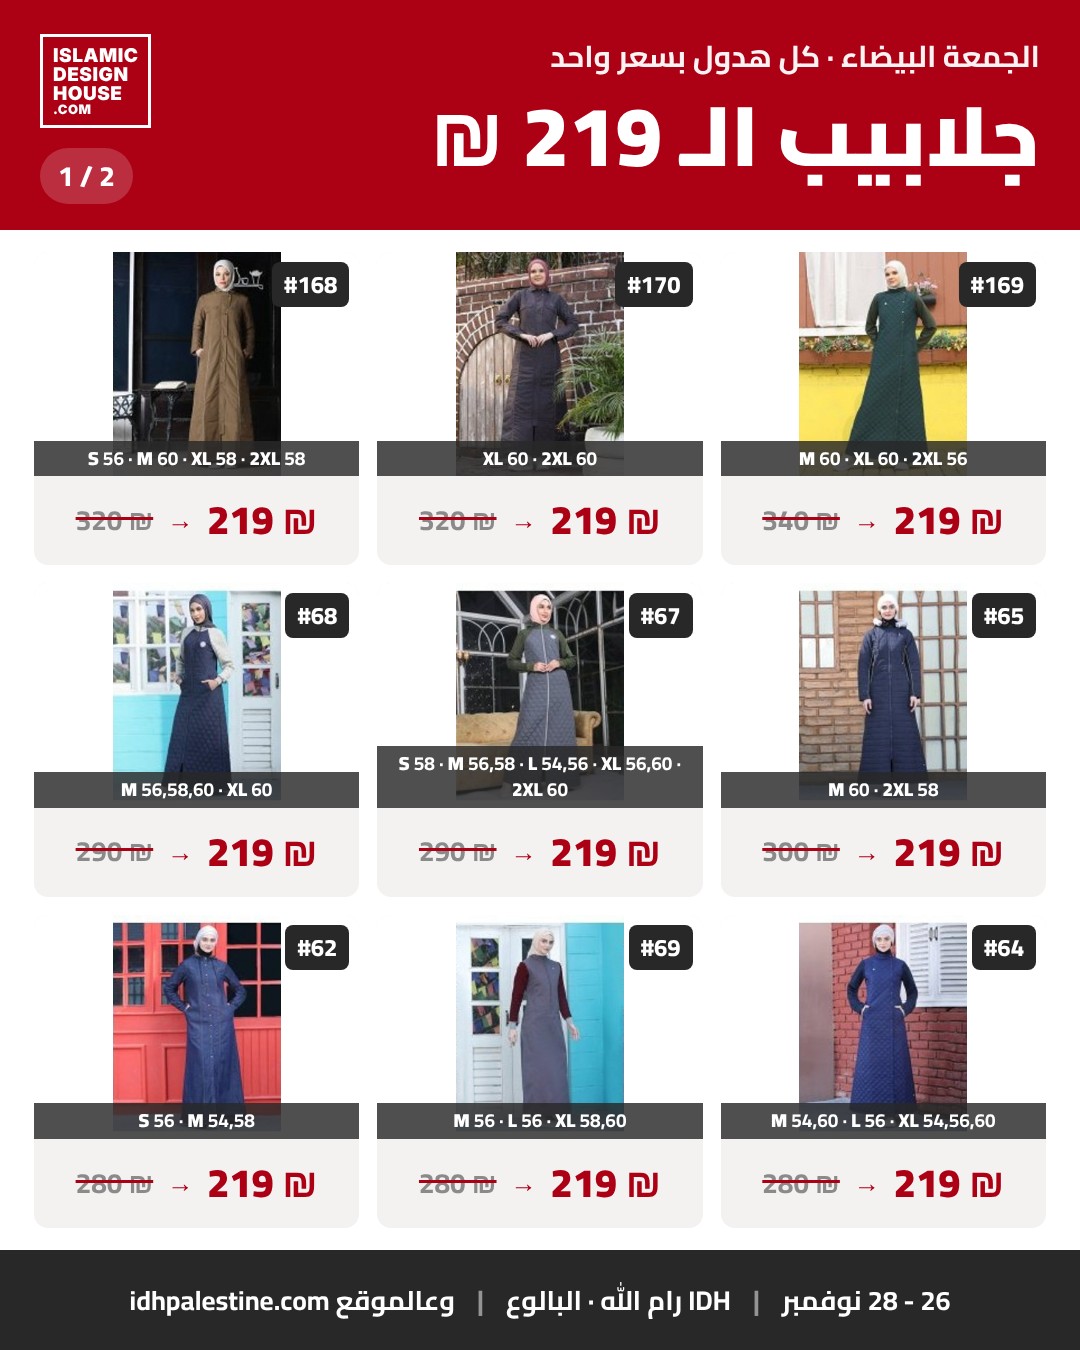 ISLAMIC
DESIGN
HOUSE
.COM
1 / 2
الجمعة البيضاء · كل هدول بسعر واحد
جلابيب الـ 219 ₪
#169
M 60 · XL 60 · 2XL 56
340 ₪ → 219 ₪
#170
XL 60 · 2XL 60
320 ₪ → 219 ₪
#168
S 56 · M 60 · XL 58 · 2XL 58
320 ₪ → 219 ₪
#65
M 60 · 2XL 58
300 ₪ → 219 ₪
#67
S 58 · M 56,58 · L 54,56 · XL 56,60 ·
2XL 60
290 ₪ → 219 ₪
#68
M 56,58,60 · XL 60
290 ₪ → 219 ₪
#64
M 54,60 · L 56 · XL 54,56,60
280 ₪ → 219 ₪
#69
M 56 · L 56 · XL 58,60
280 ₪ → 219 ₪
#62
S 56 · M 54,58
280 ₪ → 219 ₪
26 - 28 نوفمبر | IDH رام الله · البالوع | وعالموقع idhpalestine.com